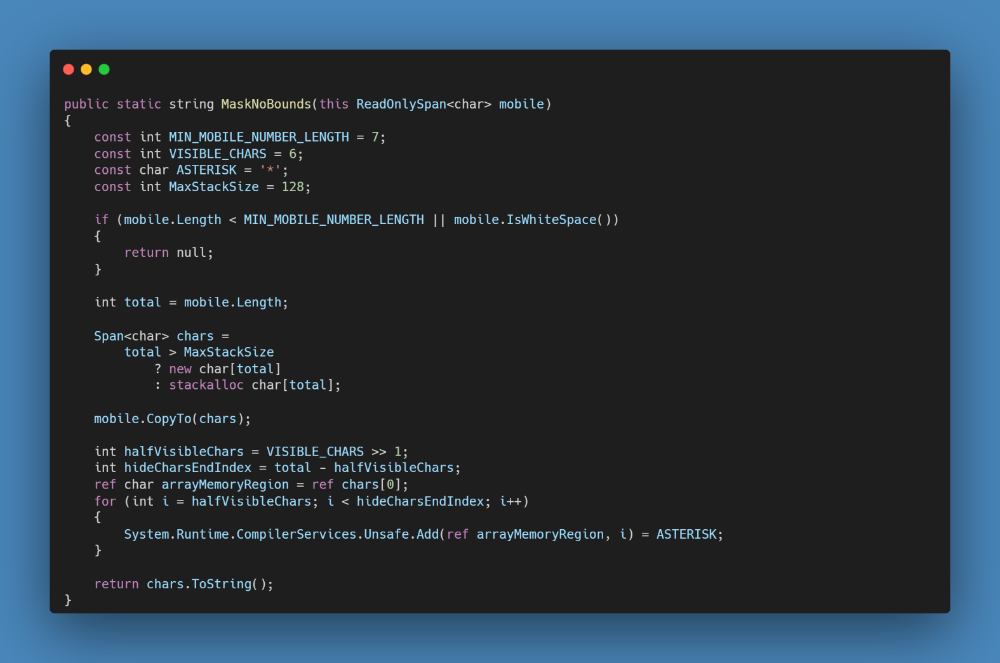 public static string MaskNoBounds(this ReadOnlySpan<char> mobile)
{
    const int MIN_MOBILE_NUMBER_LENGTH = 7;
    const int VISIBLE_CHARS = 6;
    const char ASTERISK = '*';
    const int MaxStackSize = 128;

    if (mobile.Length < MIN_MOBILE_NUMBER_LENGTH || mobile.IsWhiteSpace())
    {
        return null;
    }

    int total = mobile.Length;

    Span<char> chars =
        total > MaxStackSize
            ? new char[total]
            : stackalloc char[total];

    mobile.CopyTo(chars);

    int halfVisibleChars = VISIBLE_CHARS >> 1;
    int hideCharsEndIndex = total - halfVisibleChars;
    ref char arrayMemoryRegion = ref chars[0];
    for (int i = halfVisibleChars; i < hideCharsEndIndex; i++)
    {
        System.Runtime.CompilerServices.Unsafe.Add(ref arrayMemoryRegion, i) = ASTERISK;
    }

    return chars.ToString();
}